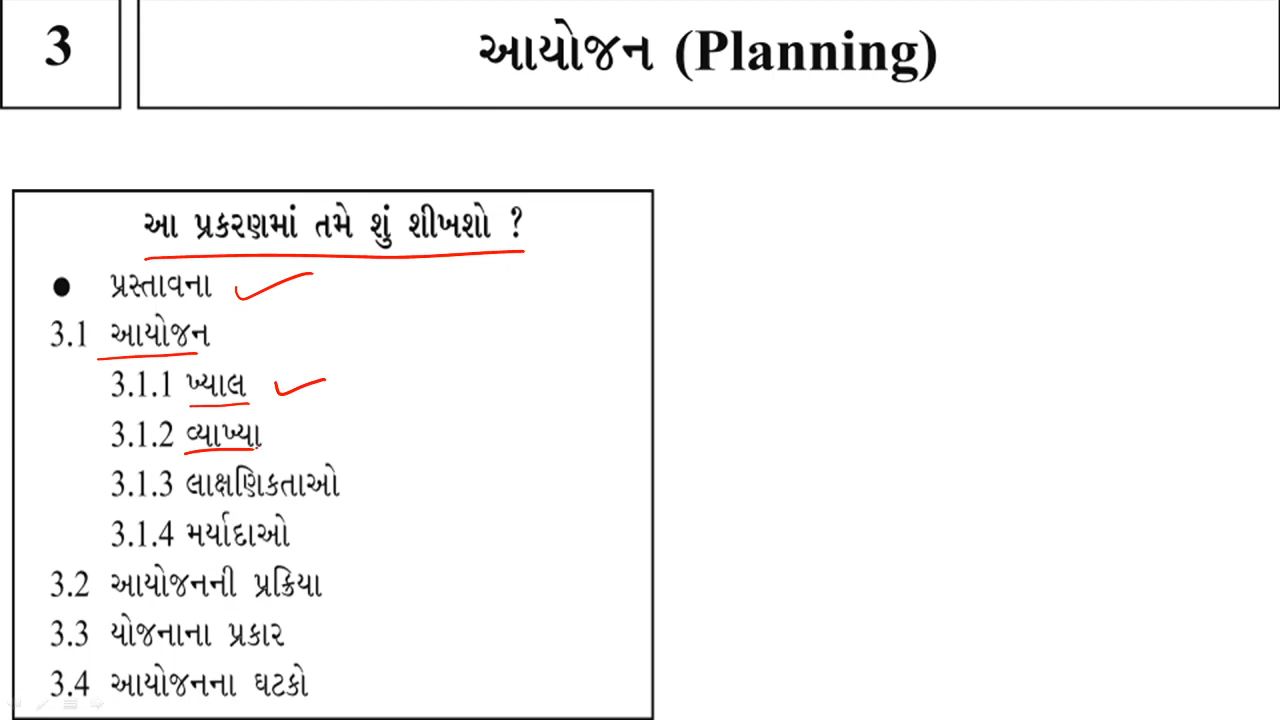 3
આયોજન (Planning)
આ પ્રકરણમાં તમે શું શીખશો ?
● પ્રસ્તાવના
3.1 આયોજન
3.1.1 ખ્યાલ
3.1.2 વ્યાખ્યા
3.1.3 લાક્ષણિકતાઓ
3.1.4 મર્યાદાઓ
3.2 આયોજનની પ્રક્રિયા
3.3 યોજનાના પ્રકાર
3.4 આયોજનના ઘટકો